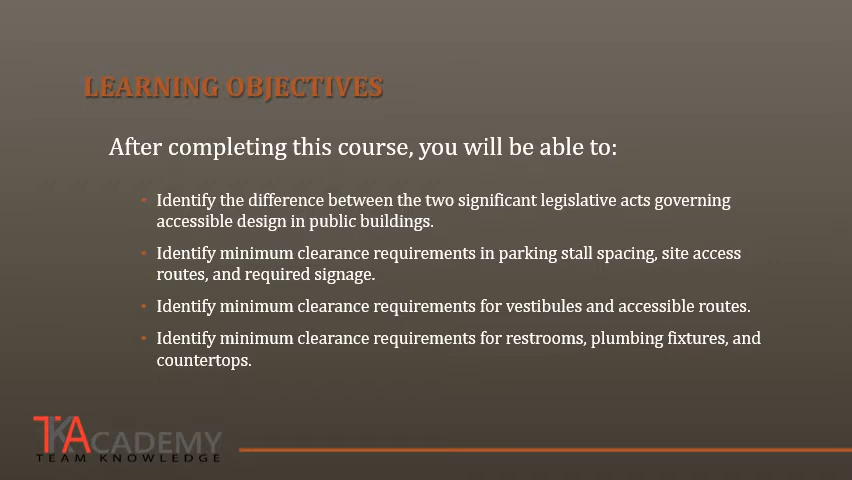 LEARNING OBJECTIVES
After completing this course, you will be able to:
• Identify the difference between the two significant legislative acts governing
accessible design in public buildings.
• Identify minimum clearance requirements in parking stall spacing, site access
routes, and required signage.
• Identify minimum clearance requirements for vestibules and accessible routes.
• Identify minimum clearance requirements for restrooms, plumbing fixtures, and
countertops.
TKACADEMY
TEAM KNOWLEDGE